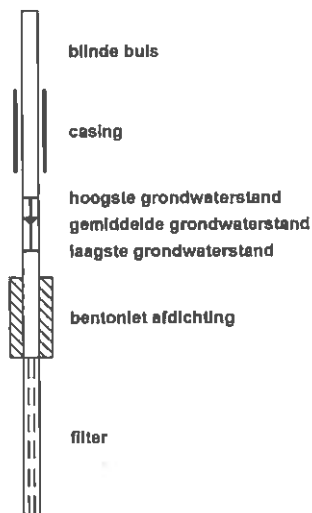 blinde buis
casing
hoogste grondwaterstand
gemiddelde grondwaterstand
laagste grondwaterstand
bentoniet afdichting
filter